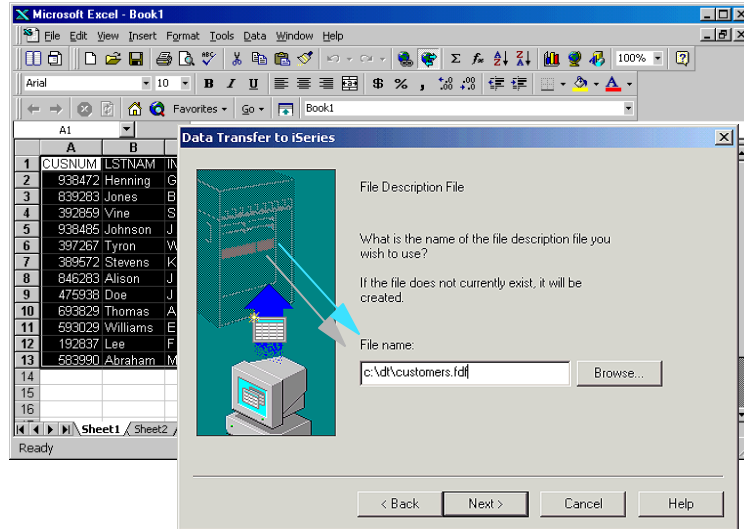 Microsoft Excel - Book1
File Edit View Insert Format Tools Data Window Help
100%
Arial 10 B I U $ % , .00 .00
Favorites Go Book1
A1
A B
1 CUSNUM LSTNAM IN
2 938472 Henning G
3 839283 Jones B
4 392859 Vine S
5 938485 Johnson J
6 397267 Tyron W
7 389572 Stevens K
8 846283 Alison J
9 475938 Doe J
10 693829 Thomas A
11 593029 Williams E
12 192837 Lee F
13 583990 Abraham M
14
15
16
Sheet1 Sheet2
Ready
Data Transfer to iSeries
File Description File
What is the name of the file description file you
wish to use?
If the file does not currently exist, it will be
created.
File name:
c:\dt\customers.fdf
Browse...
< Back Next > Cancel Help